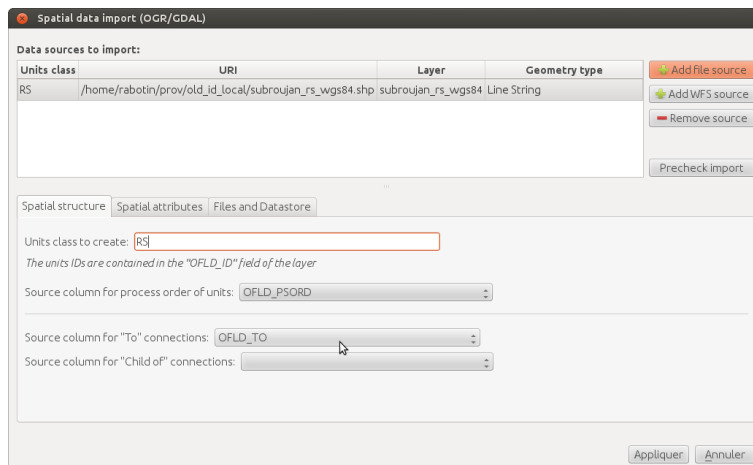 Spatial data import (OGR/GDAL)
Data sources to import:
Units class URI Layer Geometry type
RS /home/rabotin/prov/old_id_local/subroujan_rs_wgs84.shp subroujan_rs_wgs84 Line String
Add file source
Add WFS source
Remove source
Precheck import
Spatial structure Spatial attributes Files and Datastore
Units class to create: RS
The units IDs are contained in the "OFLD_ID" field of the layer
Source column for process order of units: OFLD_PSORD
Source column for "To" connections: OFLD_TO
Source column for "Child of" connections:
Appliquer Annuler